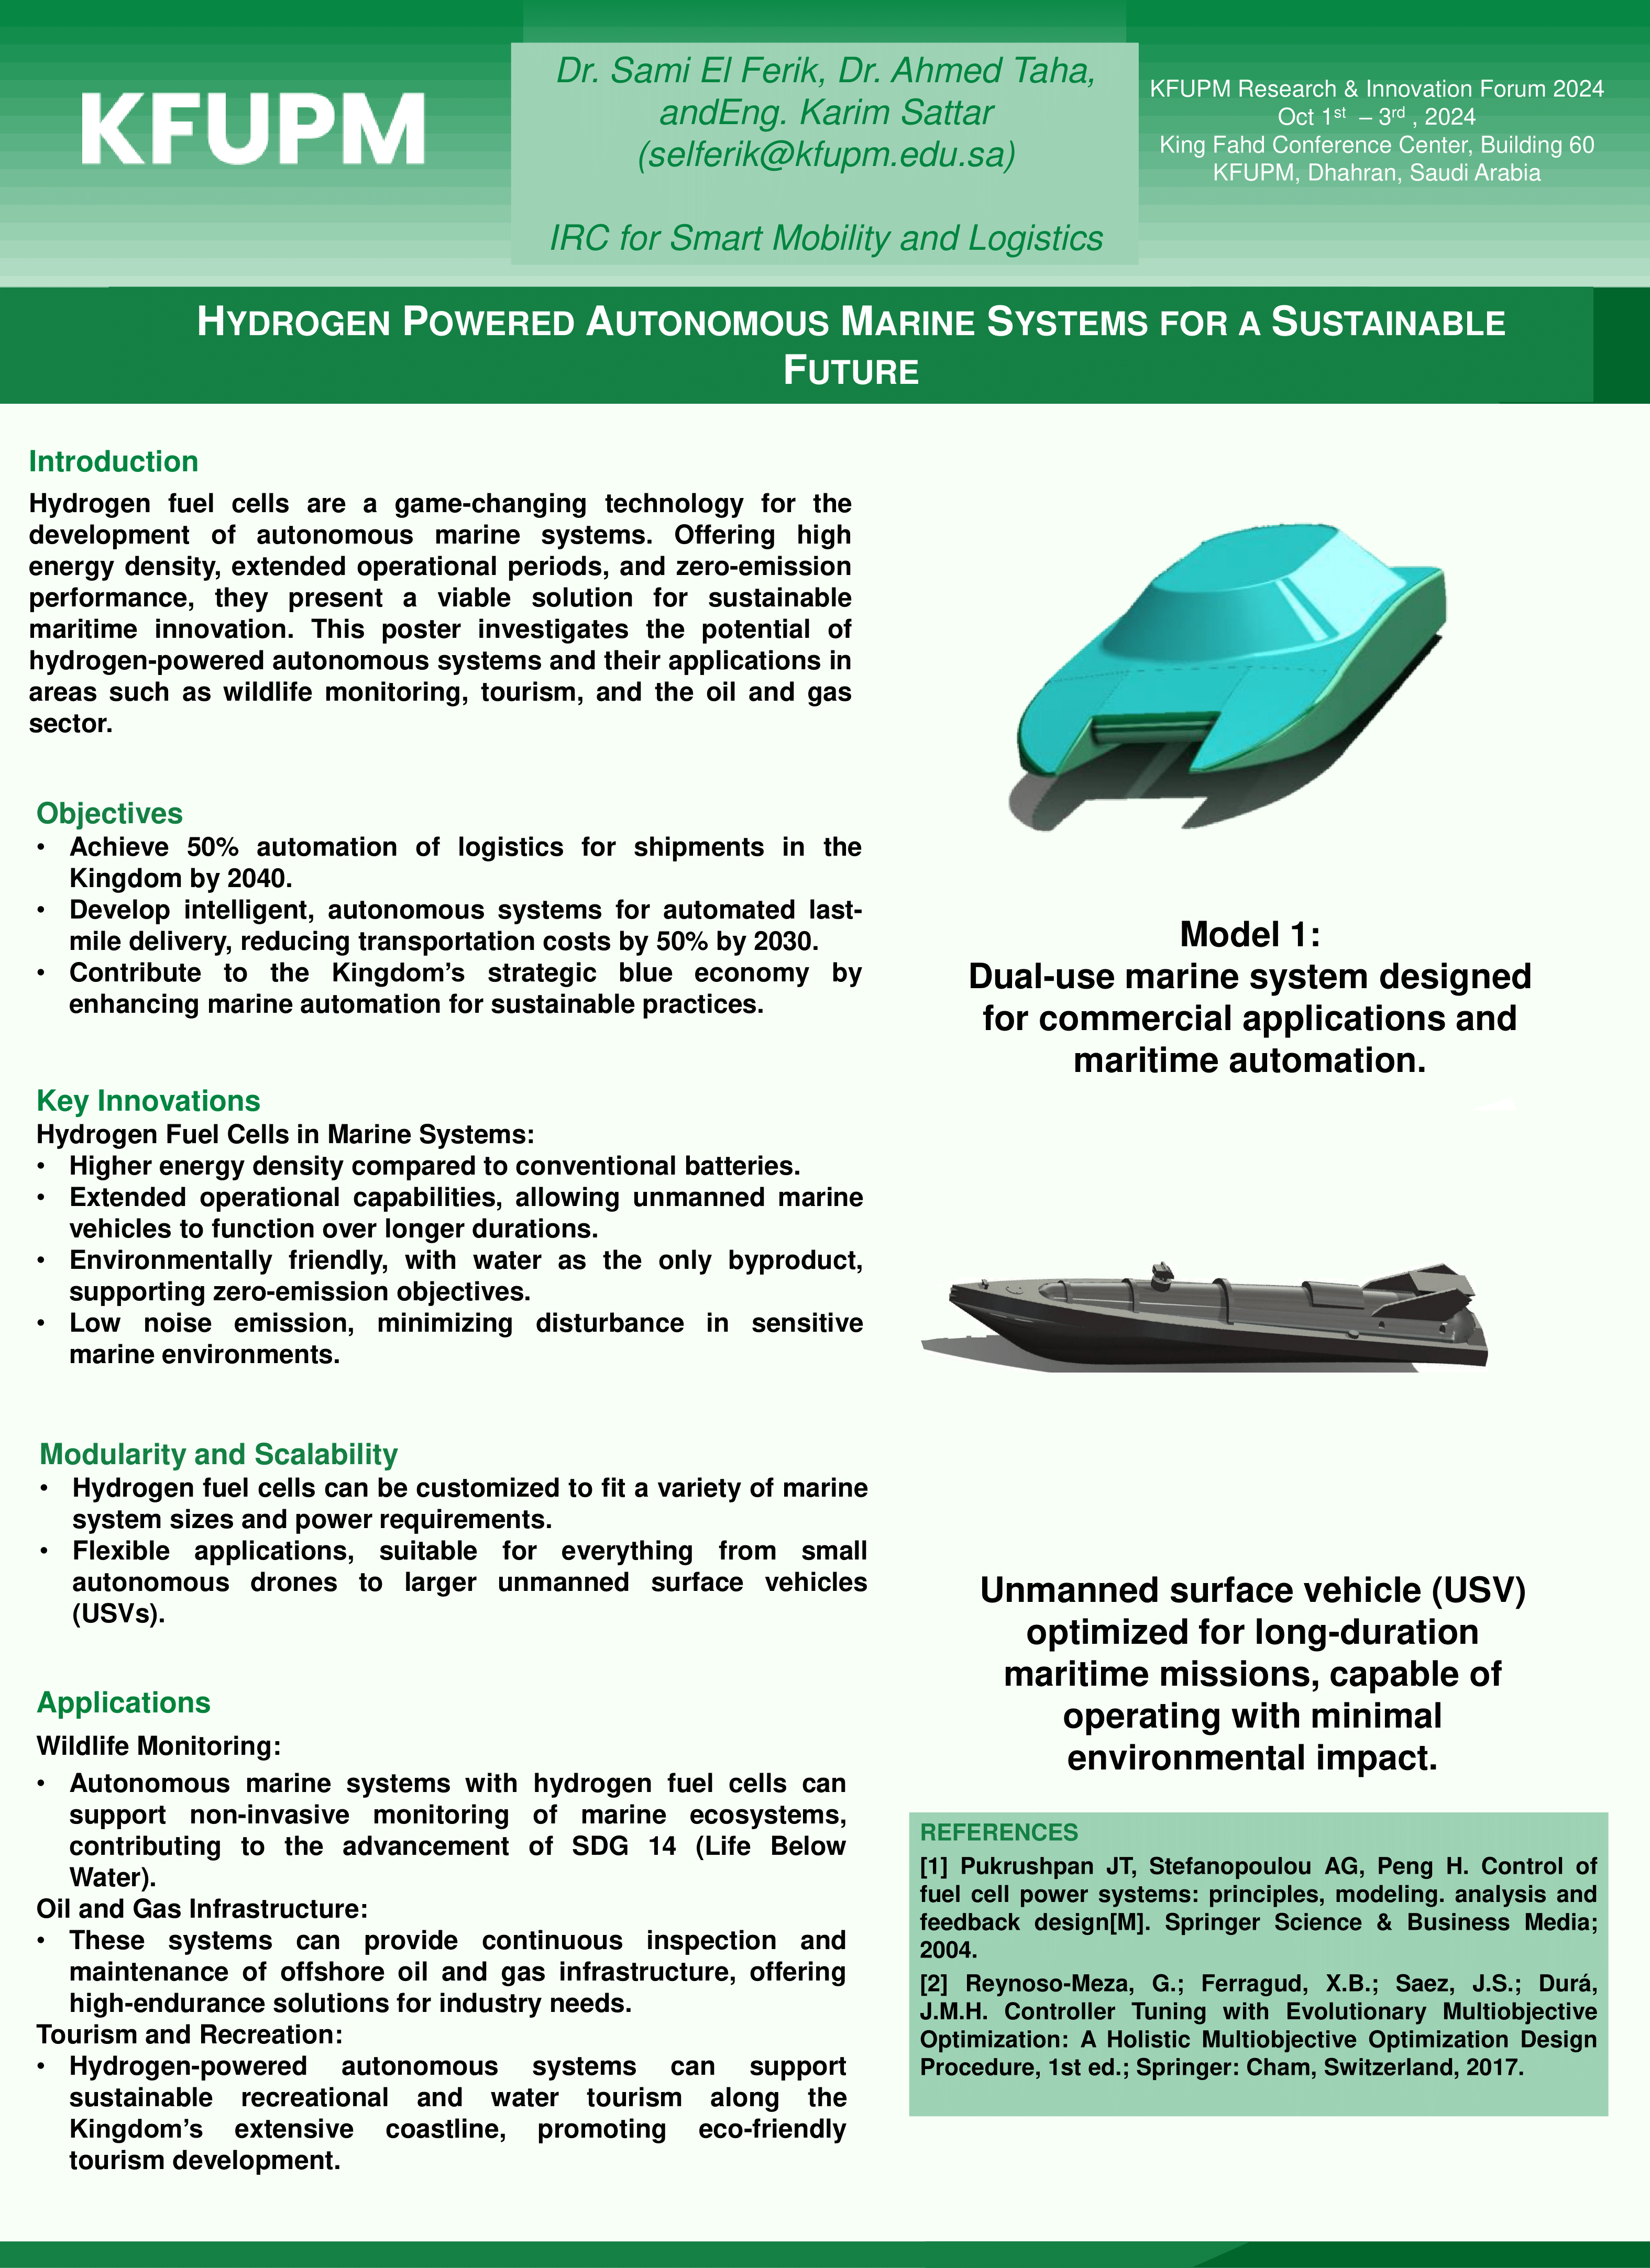 KFUPM
Dr. Sami El Ferik, Dr. Ahmed Taha,
andEng. Karim Sattar
(selferik@kfupm.edu.sa)
IRC for Smart Mobility and Logistics
KFUPM Research & Innovation Forum 2024
Oct 1st – 3rd , 2024
King Fahd Conference Center, Building 60
KFUPM, Dhahran, Saudi Arabia
HYDROGEN POWERED AUTONOMOUS MARINE SYSTEMS FOR A SUSTAINABLE
FUTURE
Introduction
Hydrogen fuel cells are a game-changing technology for the
development of autonomous marine systems. Offering high
energy density, extended operational periods, and zero-emission
performance, they present a viable solution for sustainable
maritime innovation. This poster investigates the potential of
hydrogen-powered autonomous systems and their applications in
areas such as wildlife monitoring, tourism, and the oil and gas
sector.
Objectives
• Achieve 50% automation of logistics for shipments in the
Kingdom by 2040.
• Develop intelligent, autonomous systems for automated last-
mile delivery, reducing transportation costs by 50% by 2030.
• Contribute to the Kingdom’s strategic blue economy by
enhancing marine automation for sustainable practices.
Key Innovations
Hydrogen Fuel Cells in Marine Systems:
• Higher energy density compared to conventional batteries.
• Extended operational capabilities, allowing unmanned marine
vehicles to function over longer durations.
• Environmentally friendly, with water as the only byproduct,
supporting zero-emission objectives.
• Low noise emission, minimizing disturbance in sensitive
marine environments.
Modularity and Scalability
• Hydrogen fuel cells can be customized to fit a variety of marine
system sizes and power requirements.
• Flexible applications, suitable for everything from small
autonomous drones to larger unmanned surface vehicles
(USVs).
Applications
Wildlife Monitoring:
• Autonomous marine systems with hydrogen fuel cells can
support non-invasive monitoring of marine ecosystems,
contributing to the advancement of SDG 14 (Life Below
Water).
Oil and Gas Infrastructure:
• These systems can provide continuous inspection and
maintenance of offshore oil and gas infrastructure, offering
high-endurance solutions for industry needs.
Tourism and Recreation:
• Hydrogen-powered autonomous systems can support
sustainable recreational and water tourism along the
Kingdom’s extensive coastline, promoting eco-friendly
tourism development.
Model 1:
Dual-use marine system designed
for commercial applications and
maritime automation.
Unmanned surface vehicle (USV)
optimized for long-duration
maritime missions, capable of
operating with minimal
environmental impact.
REFERENCES
[1] Pukrushpan JT, Stefanopoulou AG, Peng H. Control of
fuel cell power systems: principles, modeling. analysis and
feedback design[M]. Springer Science & Business Media;
2004.
[2] Reynoso-Meza, G.; Ferragud, X.B.; Saez, J.S.; Durá,
J.M.H. Controller Tuning with Evolutionary Multiobjective
Optimization: A Holistic Multiobjective Optimization Design
Procedure, 1st ed.; Springer: Cham, Switzerland, 2017.